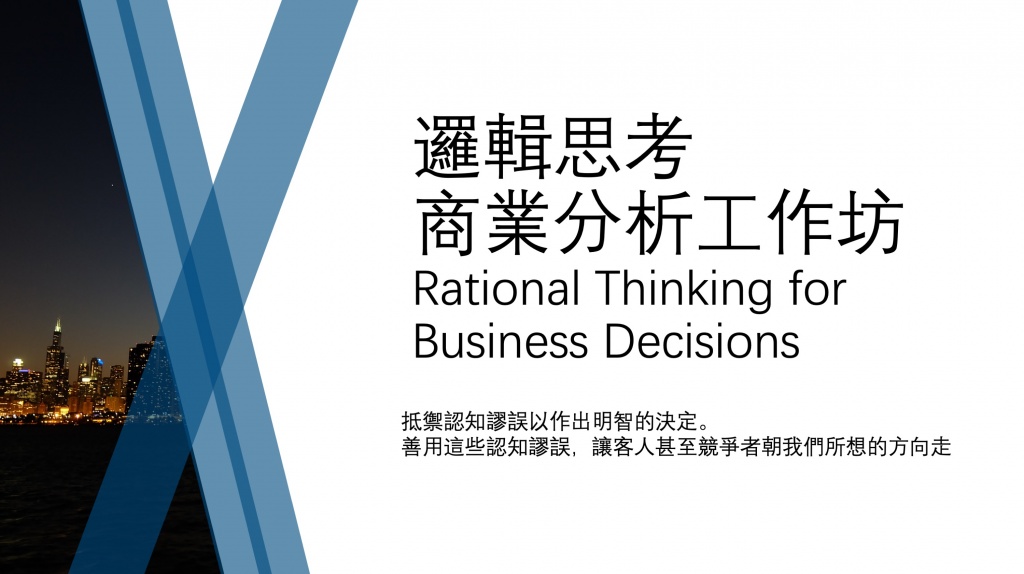 邏輯思考
商業分析工作坊
Rational Thinking for
Business Decisions
抵禦認知謬誤以作出明智的決定。
善用這些認知謬誤，讓客人甚至競爭者朝我們所想的方向走